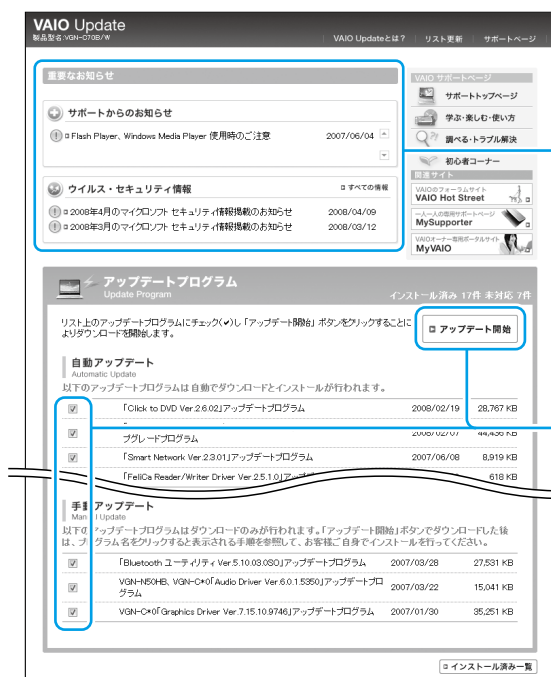 VAIO Update
製品型名:VGN-C70B/W
VAIO Updateとは? リスト更新 サポートページ
重要なお知らせ
サポートからのお知らせ
Flash Player、Windows Media Player 使用時のご注意 2007/06/04
ウイルス・セキュリティ情報 すべての情報
2008年4月のマイクロソフト セキュリティ情報掲載のお知らせ 2008/04/09
2008年3月のマイクロソフト セキュリティ情報掲載のお知らせ 2008/03/12
VAIO サポートページ
サポートトップページ
学ぶ・楽しむ・使い方
調べる・トラブル解決
初心者コーナー
関連サイト
VAIOのフォーラムサイト
VAIO Hot Street
一人一人の専用サポートページ
MySupporter
VAIOオーナー専用ポータルサイト
MyVAIO
アップデートプログラム
Update Program
インストール済み 17件 未対応 7件
リスト上のアップデートプログラムにチェック(✓)し「アップデート開始」ボタンをクリックすることに
よりダウンロードを開始します。
アップデート開始
自動アップデート
Automatic Update
以下のアップデートプログラムは自動でダウンロードとインストールが行われます。
「Click to DVD Ver.2.6.02」アップデートプログラム 2008/02/19 28,767 KB
プグレードプログラム 2008/02/07 44,436 KB
「Smart Network Ver.2.3.01」アップデートプログラム 2007/06/08 8,919 KB
「FeliCa Reader/Writer Driver Ver.2.5.1.0」アップデ 618 KB
手動アップデート
Manual Update
以下のアップデートプログラムはダウンロードのみが行われます。「アップデート開始」ボタンでダウンロードした後
は、プログラム名をクリックすると表示される手順を参照して、お客様ご自身でインストールを行ってください。
「Bluetooth ユーティリティ Ver.5.10.03.0SO」アップデートプログラム 2007/03/28 27,531 KB
VGN-N50HB、VGN-C*0「Audio Driver Ver.6.0.1.5350」アップデートプロ
グラム 2007/03/22 15,041 KB
VGN-C*0「Graphics Driver Ver.7.15.10.9746」アップデートプログラム 2007/01/30 35,251 KB
インストール済み一覧